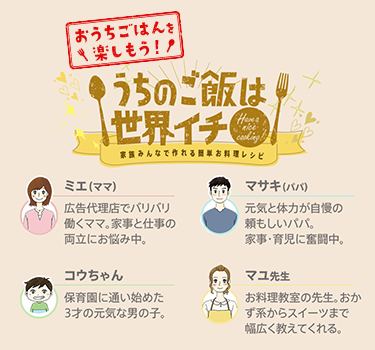 おうちごはんを
楽しもう！
うちのご飯は
世界イチ
Have a
nice
cooking!
家族みんなで作れる簡単お料理レシピ
ミエ(ママ)
広告代理店でバリバリ
働くママ。家事と仕事の
両立にお悩み中。
マサキ(パパ)
元気と体力が自慢の
頼もしいパパ。
家事・育児に奮闘中。
コウちゃん
保育園に通い始めた
3才の元気な男の子。
マユ先生
お料理教室の先生。おか
ず系からスイーツまで
幅広く教えてくれる。